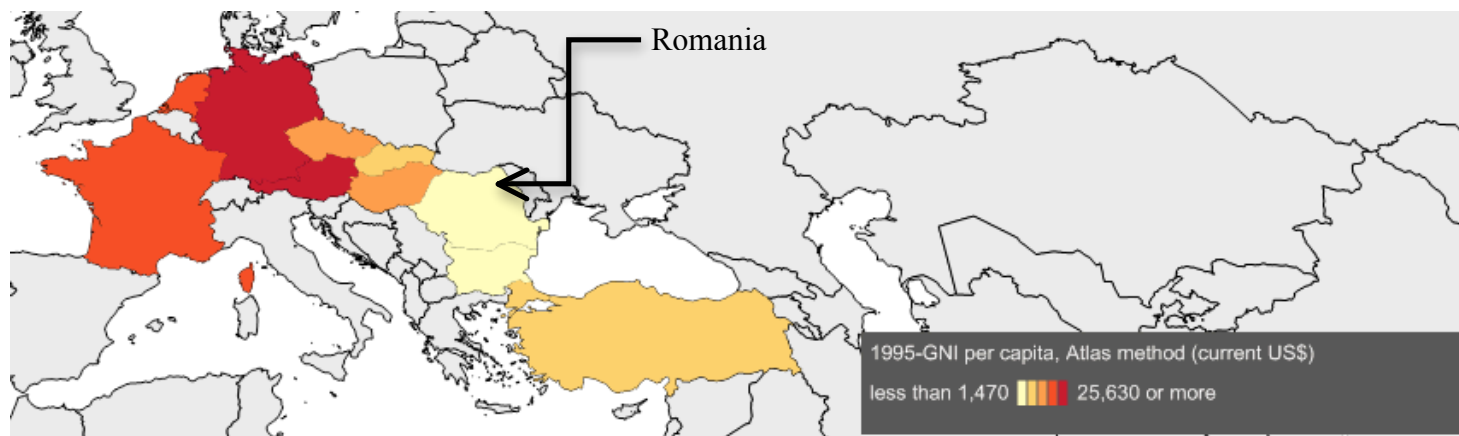 Romania
1995-GNI per capita, Atlas method (current US$)
less than 1,470 25,630 or more